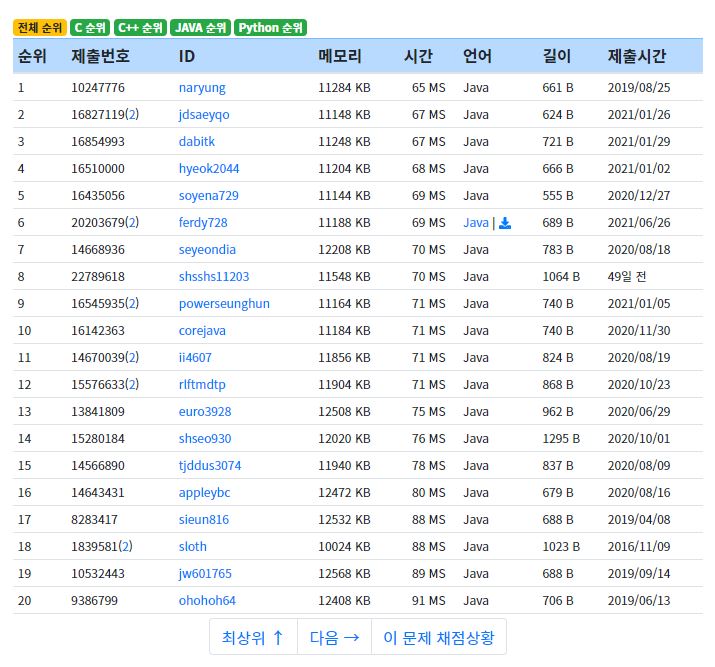 전체 순위 C 순위 C++ 순위 JAVA 순위 Python 순위
순위 제출번호 ID 메모리 시간 언어 길이 제출시간
1 10247776 naryung 11284 KB 65 MS Java 661 B 2019/08/25
2 16827119(2) jdsaeyqo 11148 KB 67 MS Java 624 B 2021/01/26
3 16854993 dabitk 11248 KB 67 MS Java 721 B 2021/01/29
4 16510000 hyeok2044 11204 KB 68 MS Java 666 B 2021/01/02
5 16435056 soyena729 11144 KB 69 MS Java 555 B 2020/12/27
6 20203679(2) ferdy728 11188 KB 69 MS Java | 689 B 2021/06/26
7 14668936 seyeondia 12208 KB 70 MS Java 783 B 2020/08/18
8 22789618 shsshs11203 11548 KB 70 MS Java 1064 B 49일 전
9 16545935(2) powerseunghun 11164 KB 71 MS Java 740 B 2021/01/05
10 16142363 corejava 11184 KB 71 MS Java 740 B 2020/11/30
11 14670039(2) ii4607 11856 KB 71 MS Java 824 B 2020/08/19
12 15576633(2) rlftmdtp 11904 KB 71 MS Java 868 B 2020/10/23
13 13841809 euro3928 12508 KB 75 MS Java 962 B 2020/06/29
14 15280184 shseo930 12020 KB 76 MS Java 1295 B 2020/10/01
15 14566890 tjddus3074 11940 KB 78 MS Java 837 B 2020/08/09
16 14643431 appleybc 12472 KB 80 MS Java 679 B 2020/08/16
17 8283417 sieun816 12532 KB 88 MS Java 688 B 2019/04/08
18 1839581(2) sloth 10024 KB 88 MS Java 1023 B 2016/11/09
19 10532443 jw601765 12568 KB 89 MS Java 688 B 2019/09/14
20 9386799 ohohoh64 12408 KB 91 MS Java 706 B 2019/06/13
최상위 ↑ 다음 → 이 문제 채점상황